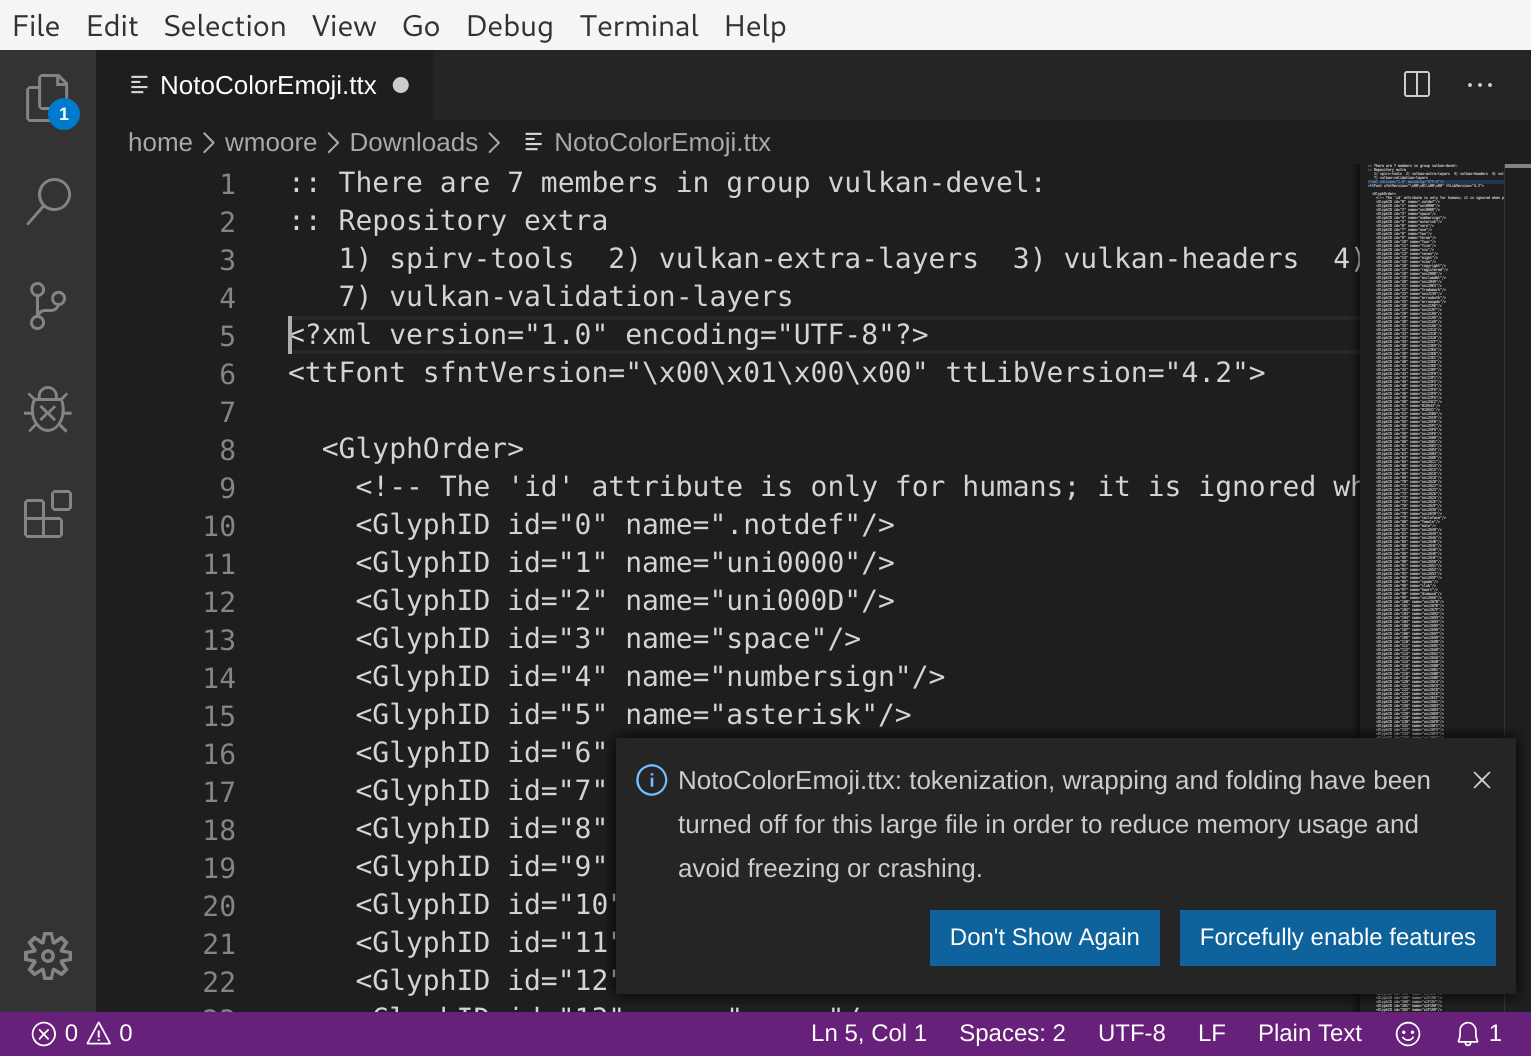 File Edit Selection View Go Debug Terminal Help
1
NotoColorEmoji.ttx
home > wmoore > Downloads > NotoColorEmoji.ttx
1 :: There are 7 members in group vulkan-devel:
2 :: Repository extra
3    1) spirv-tools  2) vulkan-extra-layers  3) vulkan-headers  4)
4    7) vulkan-validation-layers
5 <?xml version="1.0" encoding="UTF-8"?>
6 <ttFont sfntVersion="\x00\x01\x00\x00" ttLibVersion="4.2">
7
8   <GlyphOrder>
9     <!-- The 'id' attribute is only for humans; it is ignored wh
10     <GlyphID id="0" name=".notdef"/>
11     <GlyphID id="1" name="uni0000"/>
12     <GlyphID id="2" name="uni000D"/>
13     <GlyphID id="3" name="space"/>
14     <GlyphID id="4" name="numbersign"/>
15     <GlyphID id="5" name="asterisk"/>
16     <GlyphID id="6"
17     <GlyphID id="7"
18     <GlyphID id="8"
19     <GlyphID id="9"
20     <GlyphID id="10"
21     <GlyphID id="11"
22     <GlyphID id="12"
NotoColorEmoji.ttx: tokenization, wrapping and folding have been
turned off for this large file in order to reduce memory usage and
avoid freezing or crashing.
Don't Show Again Forcefully enable features
0 0 Ln 5, Col 1 Spaces: 2 UTF-8 LF Plain Text 1